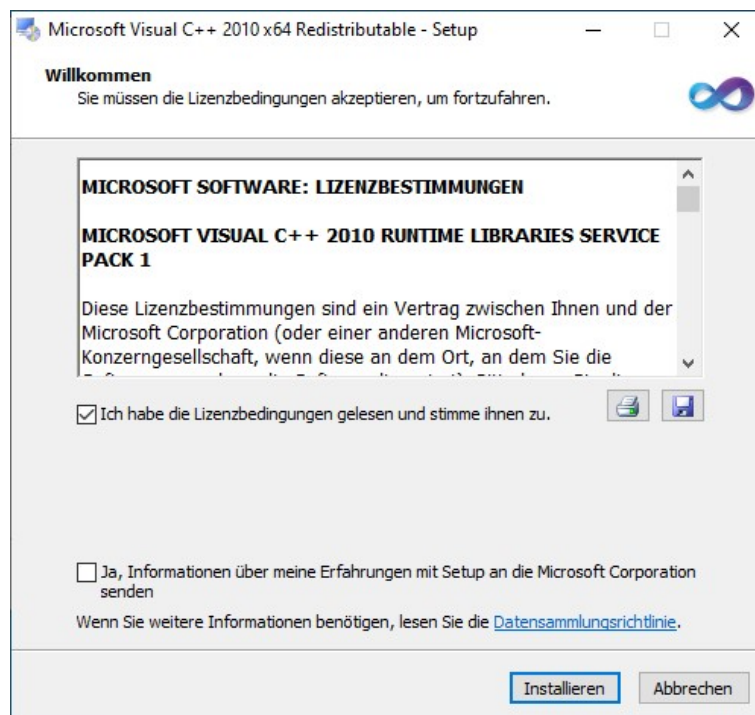 Microsoft Visual C++ 2010 x64 Redistributable - Setup
Willkommen
Sie müssen die Lizenzbedingungen akzeptieren, um fortzufahren.
MICROSOFT SOFTWARE: LIZENZBESTIMMUNGEN
MICROSOFT VISUAL C++ 2010 RUNTIME LIBRARIES SERVICE
PACK 1
Diese Lizenzbestimmungen sind ein Vertrag zwischen Ihnen und der
Microsoft Corporation (oder einer anderen Microsoft-
Konzerngesellschaft, wenn diese an dem Ort, an dem Sie die
Ich habe die Lizenzbedingungen gelesen und stimme ihnen zu.
Ja, Informationen über meine Erfahrungen mit Setup an die Microsoft Corporation
senden
Wenn Sie weitere Informationen benötigen, lesen Sie die Datensammlungsrichtlinie.
Installieren
Abbrechen